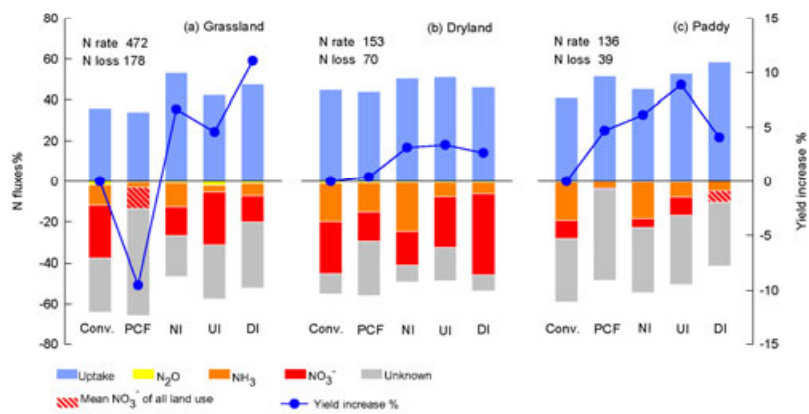 80
60
40
20
0
-20
-40
-60
-80
N fluxes%
(a) Grassland
N rate 472
N loss 178
Conv. PCF NI UI DI
(b) Dryland
N rate 153
N loss 70
Conv. PCF NI UI DI
(c) Paddy
N rate 136
N loss 39
Conv. PCF NI UI DI
15
10
5
0
-5
-10
-15
Yield increase %
Uptake N₂O NH₃ NO₃⁻ Unknown
Mean NO₃⁻ of all land use Yield increase %